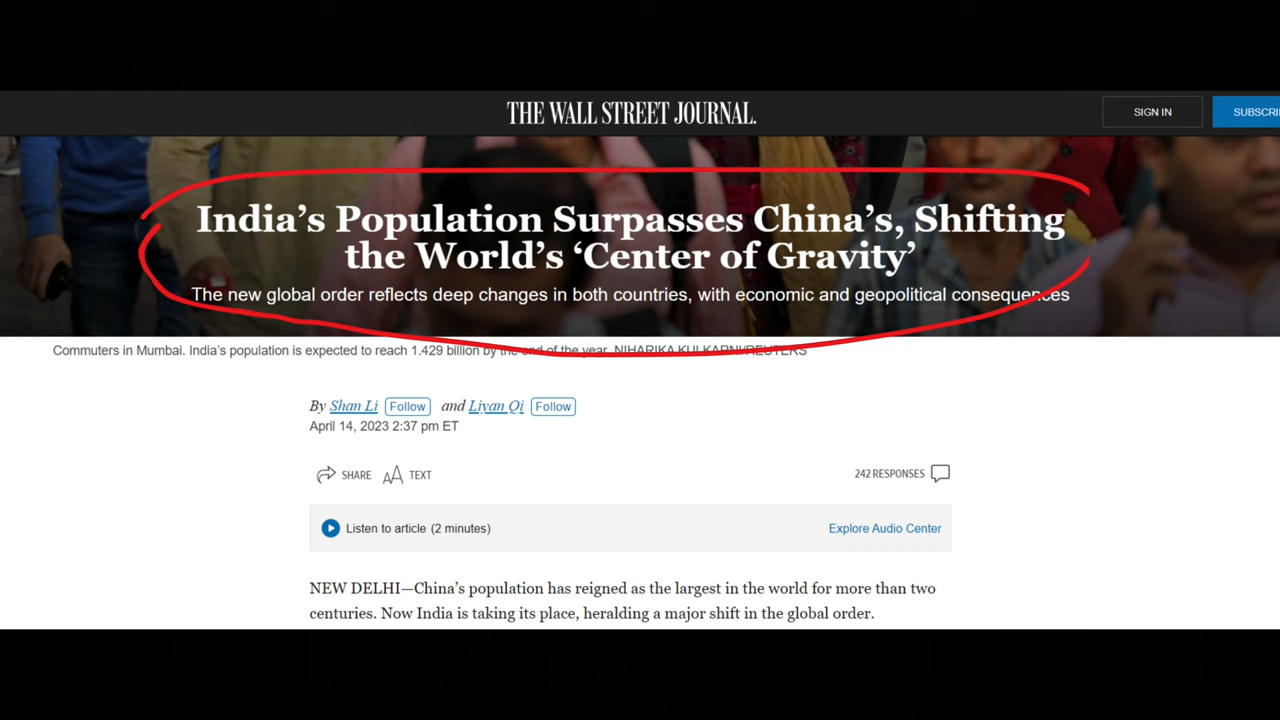 THE WALL STREET JOURNAL.
SIGN IN
SUBSCRI
India’s Population Surpasses China’s, Shifting
the World’s ‘Center of Gravity’
The new global order reflects deep changes in both countries, with economic and geopolitical consequences
Commuters in Mumbai. India’s population is expected to reach 1.429 billion by the end of the year. NIHARIKA KULKARNI/REUTERS
By Shan Li Follow and Liyan Qi Follow
April 14, 2023 2:37 pm ET
SHARE AA TEXT
242 RESPONSES
Listen to article (2 minutes)
Explore Audio Center
NEW DELHI—China’s population has reigned as the largest in the world for more than two
centuries. Now India is taking its place, heralding a major shift in the global order.